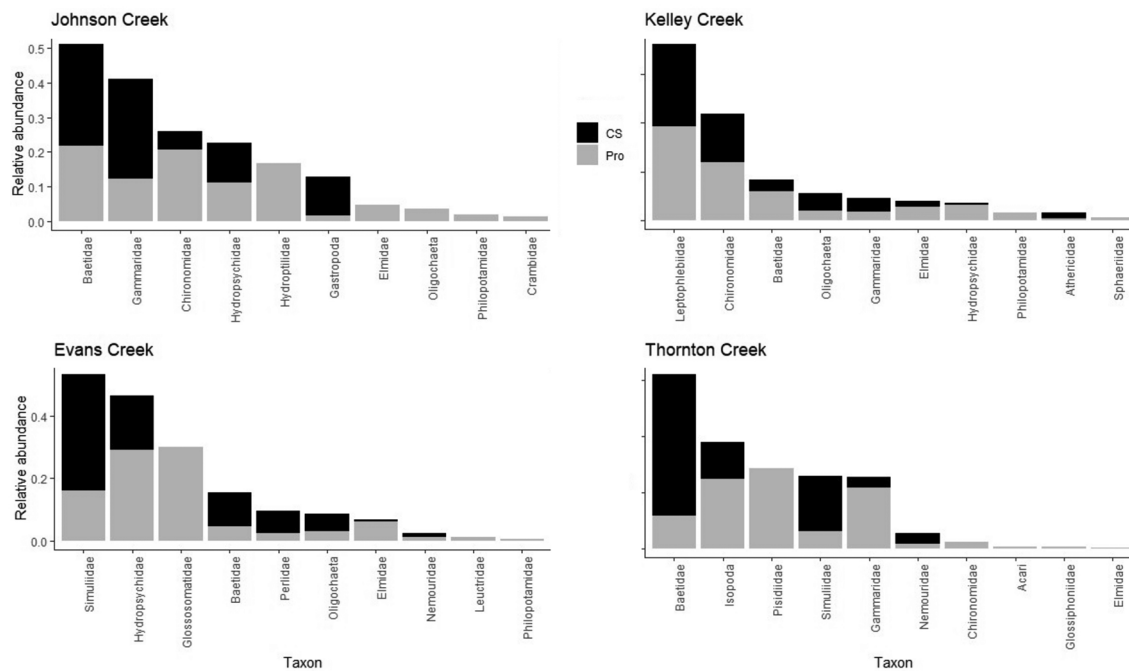 Johnson Creek
Relative abundance
0.5
0.4
0.3
0.2
0.1
0.0
Baetidae
Gammaridae
Chironomidae
Hydropsychidae
Hydroptilidae
Gastropoda
Elmidae
Oligochaeta
Philopotamidae
Crambidae
Kelley Creek
CS
Pro
Leptophlebiidae
Chironomidae
Baetidae
Oligochaeta
Gammaridae
Elmidae
Hydropsychidae
Philopotamidae
Athericidae
Sphaeriidae
Evans Creek
Relative abundance
0.4
0.2
0.0
Simuliidae
Hydropsychidae
Glossosomatidae
Baetidae
Perlidae
Oligochaeta
Elmidae
Nemouridae
Leuctridae
Philopotamidae
Taxon
Thornton Creek
Baetidae
Isopoda
Pisidiidae
Simuliidae
Gammaridae
Nemouridae
Chironomidae
Acari
Glossiphoniidae
Elmidae
Taxon